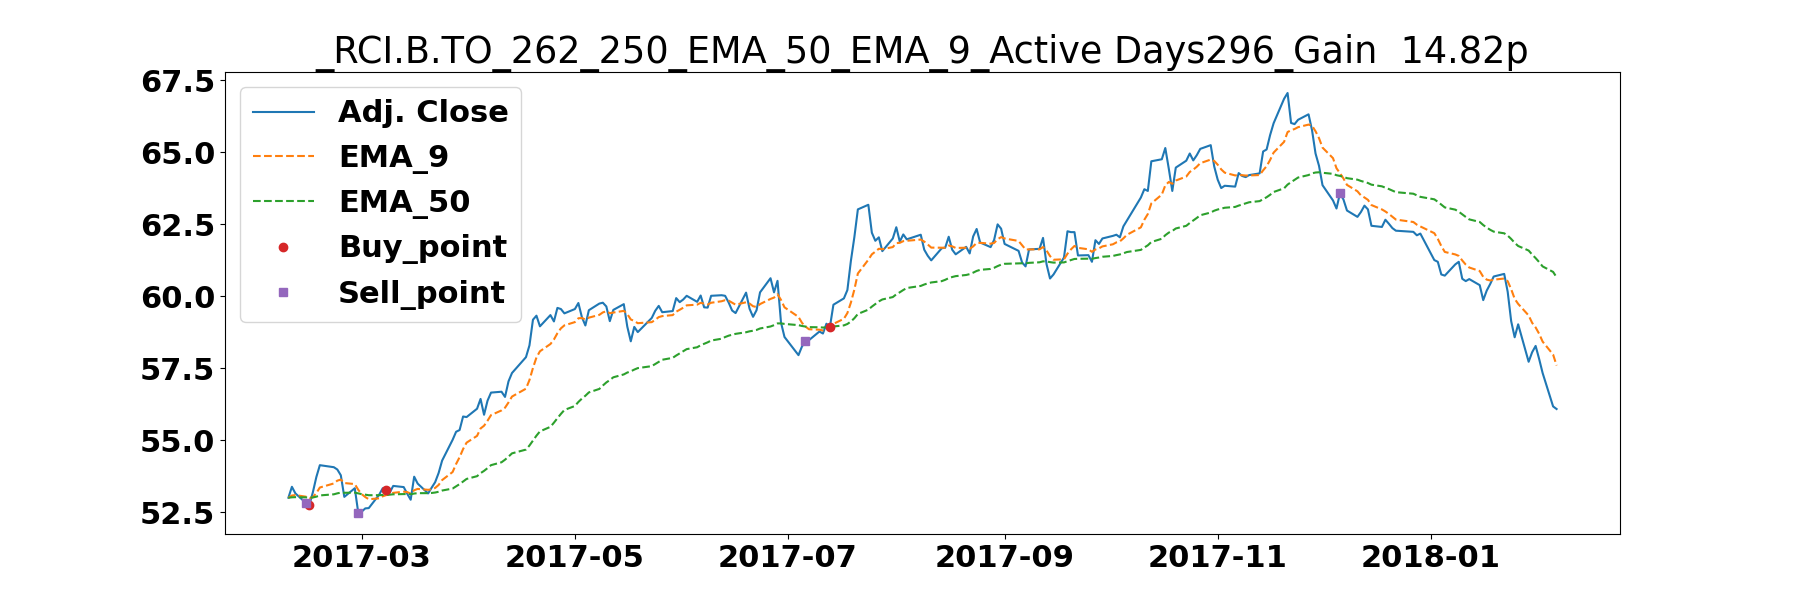 _RCI.B.TO_262_250_EMA_50_EMA_9_Active Days296_Gain  14.82p
67.5
65.0
62.5
60.0
57.5
55.0
52.5
Adj. Close
EMA_9
EMA_50
Buy_point
Sell_point
2017-03 2017-05 2017-07 2017-09 2017-11 2018-01